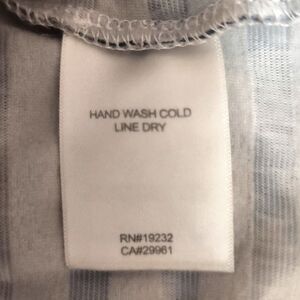 HAND WASH COLD
LINE DRY
RN#19232
CA#29961